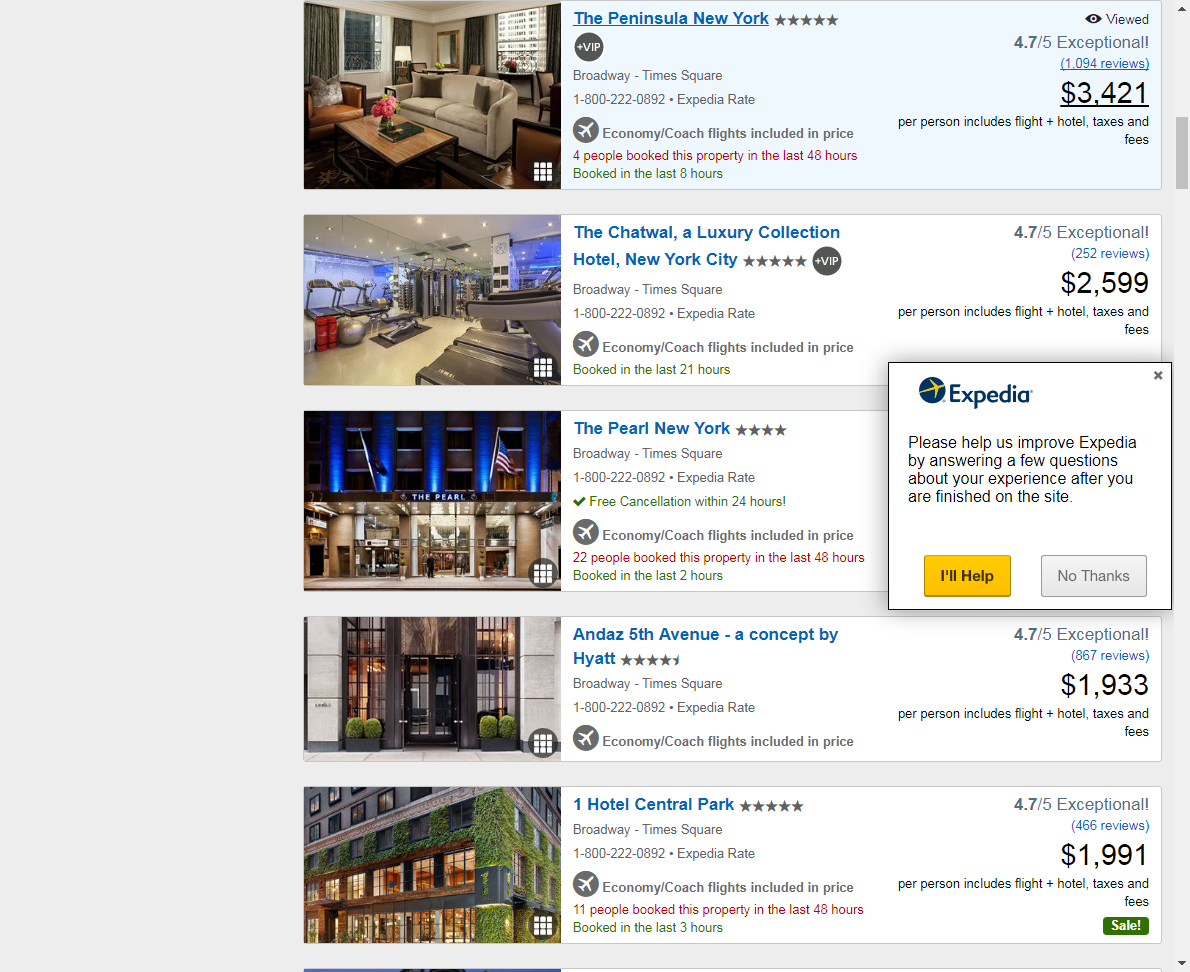 The Peninsula New York
Viewed
+VIP
4.7/5 Exceptional!
(1,094 reviews)
Broadway - Times Square
$3,421
1-800-222-0892 • Expedia Rate
per person includes flight + hotel, taxes and
fees
Economy/Coach flights included in price
4 people booked this property in the last 48 hours
Booked in the last 8 hours
The Chatwal, a Luxury Collection
Hotel, New York City
+VIP
4.7/5 Exceptional!
(252 reviews)
Broadway - Times Square
$2,599
1-800-222-0892 • Expedia Rate
per person includes flight + hotel, taxes and
fees
Economy/Coach flights included in price
Booked in the last 21 hours
THE PEARL
The Pearl New York
Broadway - Times Square
1-800-222-0892 • Expedia Rate
Free Cancellation within 24 hours!
Economy/Coach flights included in price
22 people booked this property in the last 48 hours
Booked in the last 2 hours
Expedia
Please help us improve Expedia
by answering a few questions
about your experience after you
are finished on the site.
I'll Help
No Thanks
Andaz 5th Avenue - a concept by
Hyatt
4.7/5 Exceptional!
(867 reviews)
Broadway - Times Square
$1,933
1-800-222-0892 • Expedia Rate
per person includes flight + hotel, taxes and
fees
Economy/Coach flights included in price
1 Hotel Central Park
4.7/5 Exceptional!
(466 reviews)
Broadway - Times Square
$1,991
1-800-222-0892 • Expedia Rate
per person includes flight + hotel, taxes and
fees
Economy/Coach flights included in price
11 people booked this property in the last 48 hours
Booked in the last 3 hours
Sale!